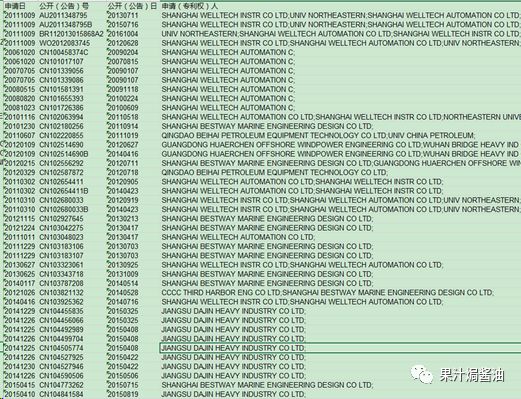 申请日 公开（公告）号 公开（公告）日 申请（专利权）人
20111009 AU2011348795 20130711 SHANGHAI WELLTECH INSTR CO LTD;UNIV NORTHEASTERN;SHANGHAI WELLTECH AUTOMATION CO LTD;
20111009 AU2011348795B 20150716 SHANGHAI WELLTECH INSTR CO LTD;UNIV NORTHEASTERN;SHANGHAI WELLTECH AUTOMATION CO LTD;
20111009 BR112013015868A2 20161004 UNIV NORTHEASTERN;SHANGHAI WELLTECH AUTOMATION CO LTD;SHANGHAI WELLTECH INSTR CO LTD;
20111009 WO2012083745 20120628 SHANGHAI WELLTECH INSTR CO LTD;SHANGHAI WELLTECH AUTOMATION CO LTD;UNIV NORTHEASTERN;
20061020 CN100458374C 20090204 SHANGHAI WELLTECH AUTOMATION C;
20061020 CN101017107 20070815 SHANGHAI WELLTECH AUTOMATION C;
20070705 CN101339056 20090107 SHANGHAI WELLTECH AUTOMATION C;
20070705 CN101339086 20090107 SHANGHAI WELLTECH AUTOMATION C;
20080515 CN101581391 20091118 SHANGHAI WELLTECH AUTOMATION C;
20080820 CN101655393 20100224 SHANGHAI WELLTECH AUTOMATION C;
20081023 CN101726386 20100609 SHANGHAI WELLTECH AUTOMATION C;
20101116 CN102063994 20110518 SHANGHAI WELLTECH AUTOMATION CO LTD;SHANGHAI WELLTECH INSTR CO LTD;NORTHEASTERN UNIV
20101230 CN102180256 20110914 SHANGHAI BESTWAY MARINE ENGINEERING DESIGN CO LTD;
20110607 CN102220855 20111019 QINGDAO BEIHAI PETROLEUM EQUIPMENT TECHNOLOGY CO LTD;UNIV CHINA PETROLEUM;
20120109 CN102514690 20120627 GUANGDONG HUAERCHEN OFFSHORE WINDPOWER ENGINEERING CO LTD;WUHAN BRIDGE HEAVY IND
20120109 CN102514690B 20140416 GUANGDONG HUAERCHEN OFFSHORE WINDPOWER ENGINEERING CO LTD;WUHAN BRIDGE HEAVY IND
20120215 CN102556292 20120711 SHANGHAI BESTWAY MARINE ENGINEERING DESIGN CO LTD;GUANGDONG HUAERCHEN OFFSHORE WIN
20120329 CN102587872 20120718 QINGDAO BEIHAI PETROLEUM EQUIPMENT TECHNOLOGY CO LTD;
20110302 CN102654411 20120905 SHANGHAI WELLTECH AUTOMATION CO LTD;SHANGHAI WELLTECH INSTR CO LTD;
20110302 CN102654411B 20140423 SHANGHAI WELLTECH AUTOMATION CO LTD;SHANGHAI WELLTECH INSTR CO LTD;
20110310 CN102680033 20120919 SHANGHAI WELLTECH INSTR CO LTD;SHANGHAI WELLTECH AUTOMATION CO LTD;UNIV NORTHEASTERN;
20110310 CN102680033B 20140423 SHANGHAI WELLTECH INSTR CO LTD;SHANGHAI WELLTECH AUTOMATION CO LTD;UNIV NORTHEASTERN;
20121115 CN102927645 20130213 SHANGHAI BESTWAY MARINE ENGINEERING DESIGN CO LTD;
20121224 CN103042275 20130417 SHANGHAI BESTWAY MARINE ENGINEERING DESIGN CO LTD;
20111011 CN103048023 20130417 SHANGHAI WELLTECH AUTOMATION CO LTD;
20111229 CN103183106 20130703 SHANGHAI BESTWAY MARINE ENGINEERING DESIGN CO LTD;
20111229 CN103183107 20130703 SHANGHAI BESTWAY MARINE ENGINEERING DESIGN CO LTD;
20130627 CN103323061 20130925 SHANGHAI WELLTECH INSTR CO LTD;SHANGHAI WELLTECH AUTOMATION CO LTD;
20130625 CN103343718 20131009 SHANGHAI BESTWAY MARINE ENGINEERING DESIGN CO LTD;
20140117 CN103787208 20140514 SHANGHAI BESTWAY MARINE ENGINEERING DESIGN CO LTD;
20121026 CN103821132 20140528 CCCC THIRD HARBOR ENG CO LTD;SHANGHAI BESTWAY MARINE ENGINEERING DESIGN CO LTD;
20140416 CN103925362 20140716 SHANGHAI WELLTECH INSTR CO LTD;SHANGHAI WELLTECH AUTOMATION CO LTD;
20141229 CN104455835 20150325 JIANGSU DAJIN HEAVY INDUSTRY CO LTD;
20141226 CN104456066 20150325 JIANGSU DAJIN HEAVY INDUSTRY CO LTD;
20141225 CN104492989 20150408 JIANGSU DAJIN HEAVY INDUSTRY CO LTD;
20141226 CN104499704 20150408 JIANGSU DAJIN HEAVY INDUSTRY CO LTD;
20141225 CN104505774 20150408 JIANGSU DAJIN HEAVY INDUSTRY CO LTD;
20141226 CN104527925 20150422 JIANGSU DAJIN HEAVY INDUSTRY CO LTD;
20141230 CN104527946 20150422 JIANGSU DAJIN HEAVY INDUSTRY CO LTD;
20141226 CN104590506 20150506 JIANGSU DAJIN HEAVY INDUSTRY CO LTD;
20150415 CN104773262 20150715 SHANGHAI BESTWAY MARINE ENGINEERING DESIGN CO LTD;
20150410 CN104841584 20150819 JIANGSU DAJIN HEAVY INDUSTRY CO LTD;
果汁焗酱油